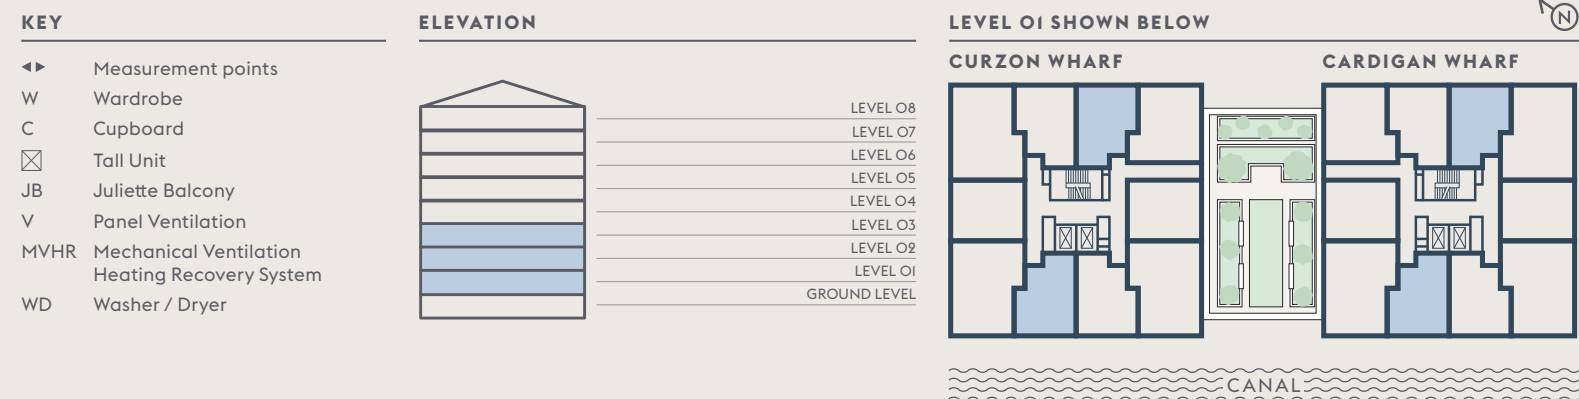 KEY
Measurement points
W Wardrobe
C Cupboard
Tall Unit
JB Juliette Balcony
V Panel Ventilation
MVHR Mechanical Ventilation
Heating Recovery System
WD Washer / Dryer
ELEVATION
LEVEL 08
LEVEL 07
LEVEL 06
LEVEL 05
LEVEL 04
LEVEL 03
LEVEL 02
LEVEL 01
GROUND LEVEL
LEVEL 01 SHOWN BELOW
N
CURZON WHARF
CARDIGAN WHARF
CANAL